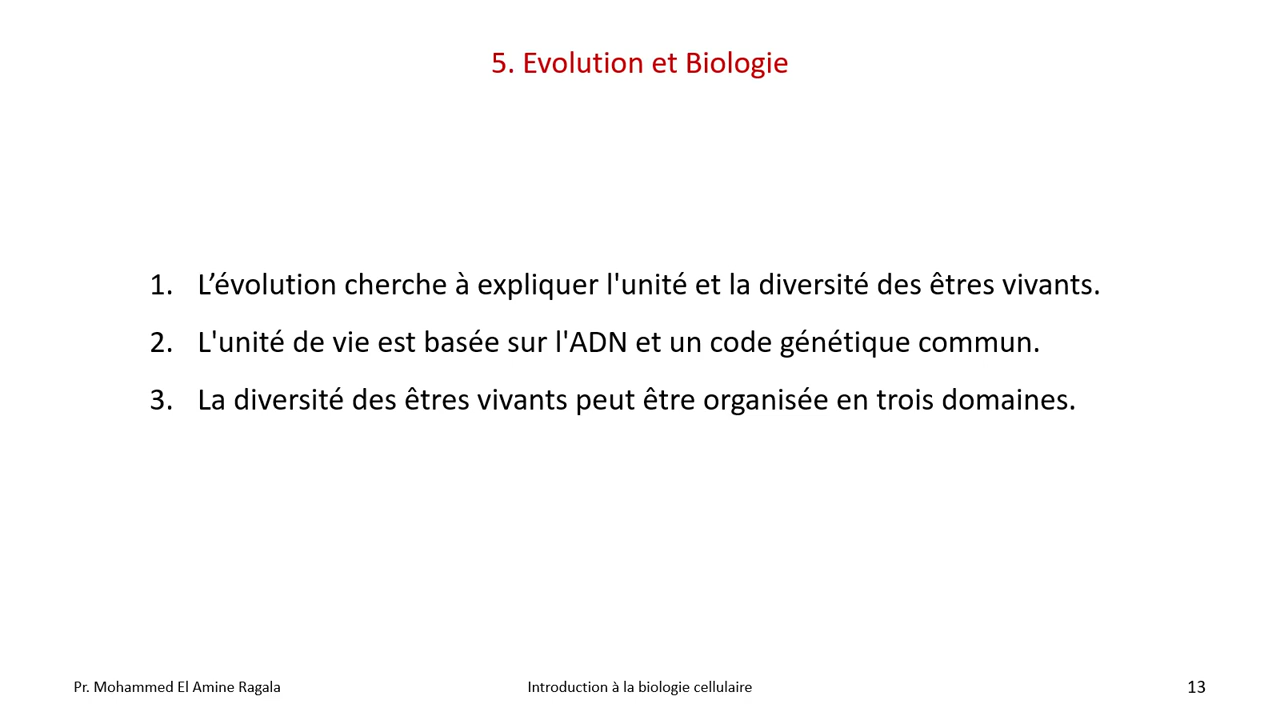 5. Evolution et Biologie
1. L’évolution cherche à expliquer l'unité et la diversité des êtres vivants.
2. L'unité de vie est basée sur l'ADN et un code génétique commun.
3. La diversité des êtres vivants peut être organisée en trois domaines.
Pr. Mohammed El Amine Ragala
Introduction à la biologie cellulaire
13